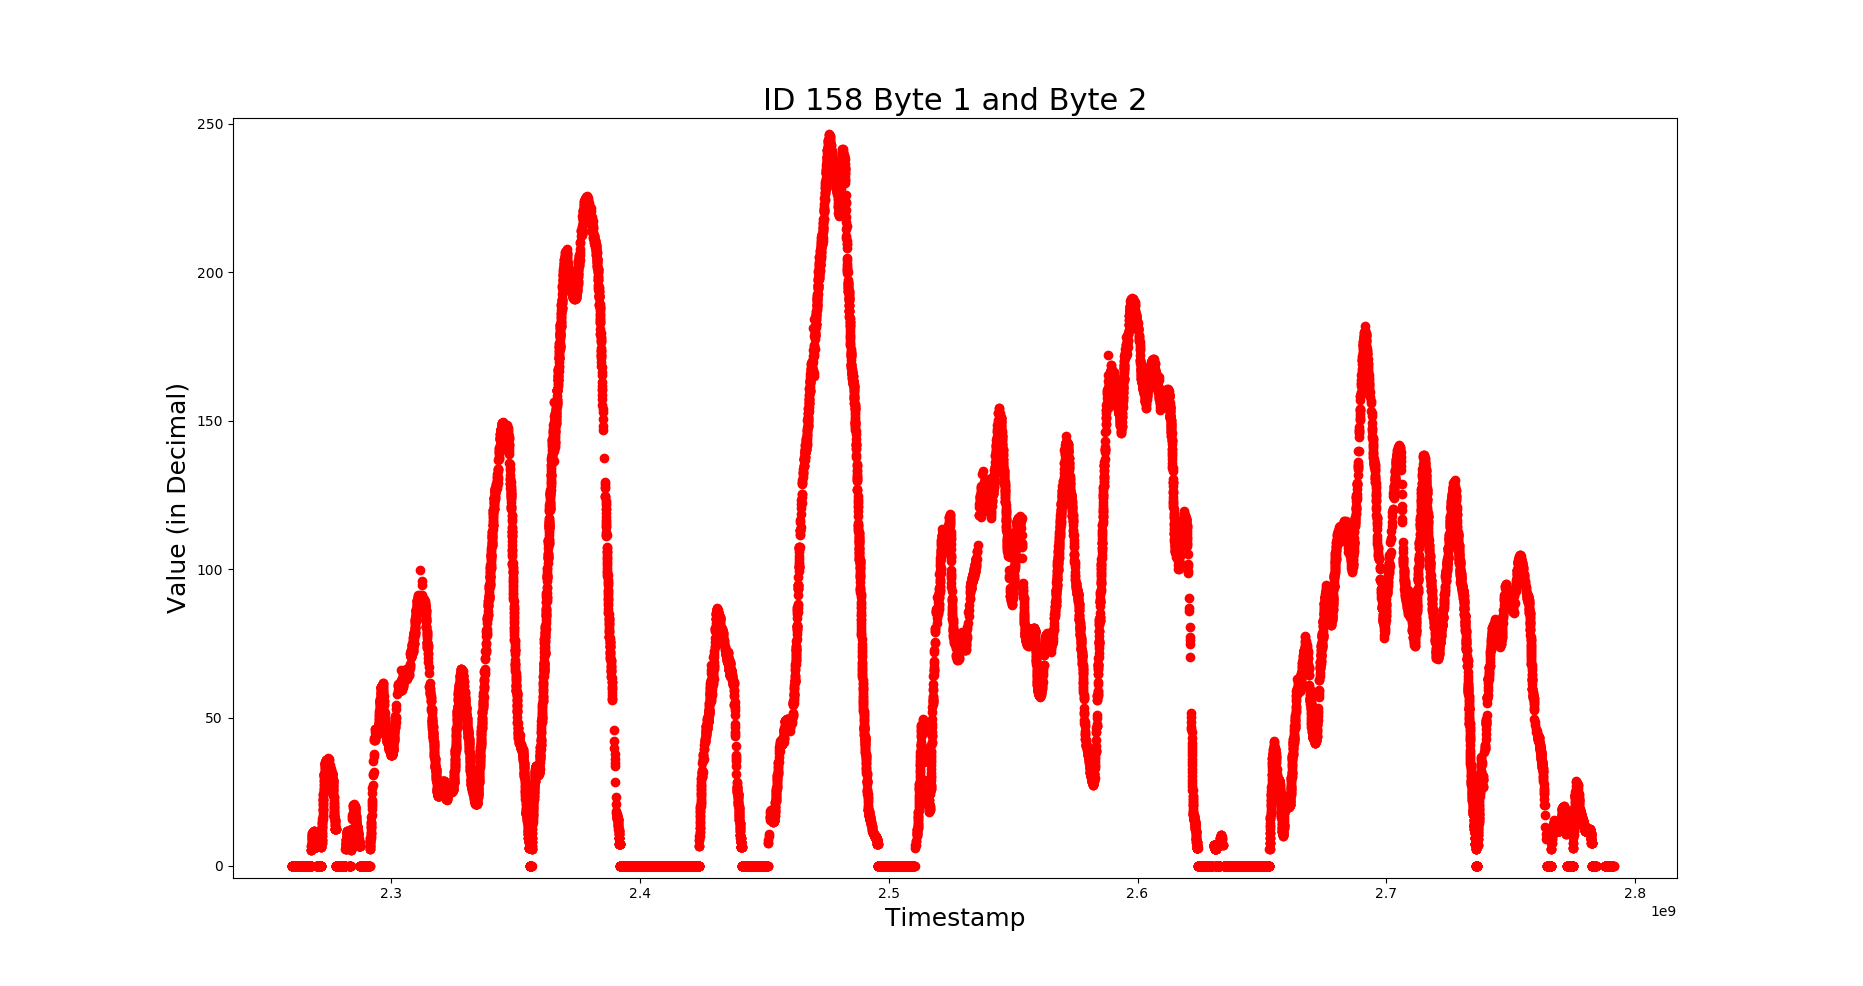 ID 158 Byte 1 and Byte 2
250
200
150
100
50
0
Value (in Decimal)
2.3 2.4 2.5 2.6 2.7 2.8
1e9
Timestamp